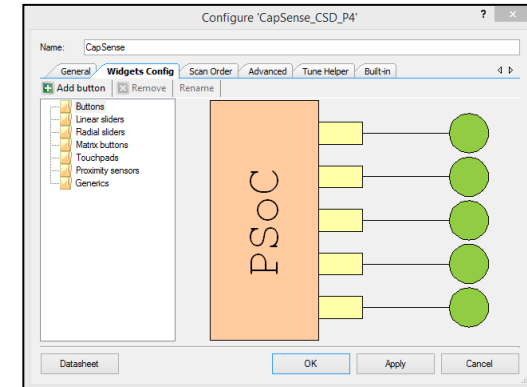 Configure 'CapSense_CSD_P4'
? ×
Name: CapSense
General Widgets Config Scan Order Advanced Tune Helper Built-in
Add button Remove Rename
Buttons
Linear sliders
Radial sliders
Matrix buttons
Touchpads
Proximity sensors
Generics
PSoC
Datasheet OK Apply Cancel